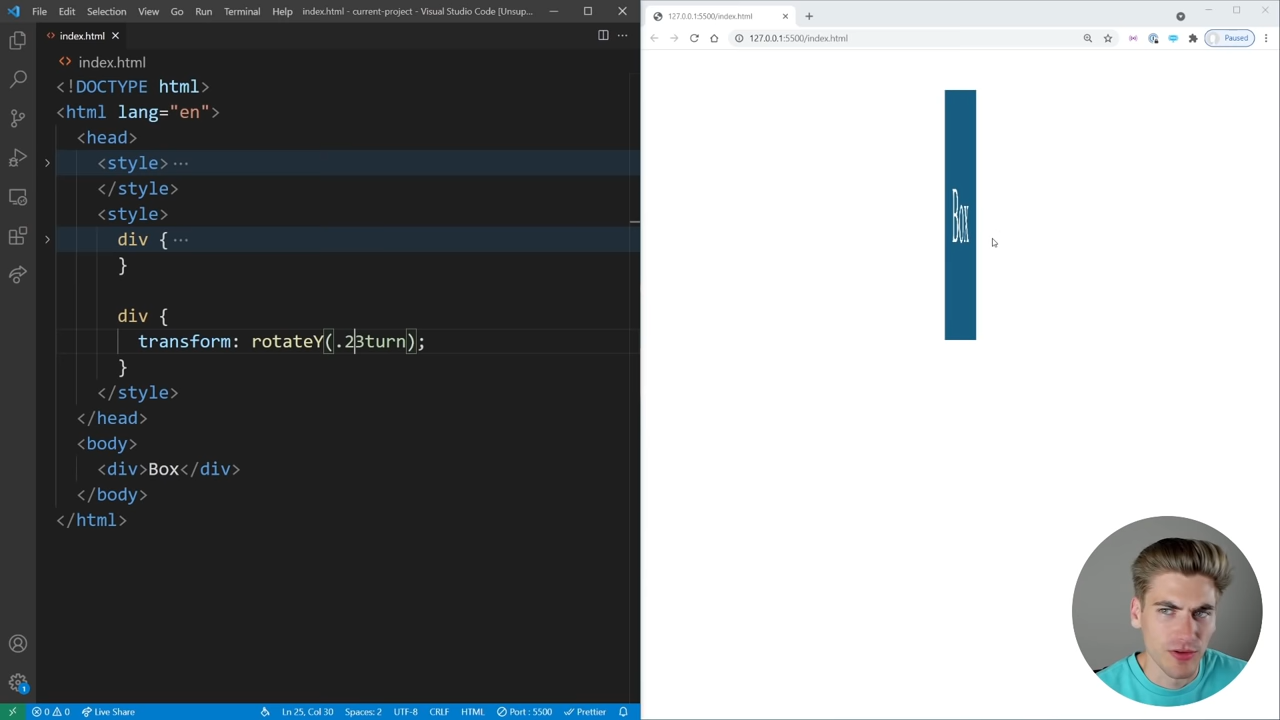 File Edit Selection View Go Run Terminal Help index.html - current-project - Visual Studio Code [Unsup...
index.html
index.html
<!DOCTYPE html>
<html lang="en">
<head>
<style>...
</style>
<style>
div {...
}
div {
transform: rotateY(.23turn);
}
</style>
</head>
<body>
<div>Box</div>
</body>
</html>
1
0 0 Live Share Ln 25, Col 30 Spaces: 2 UTF-8 CRLF HTML Port : 5500 Prettier
127.0.0.1:5500/index.html
127.0.0.1:5500/index.html Paused
Box